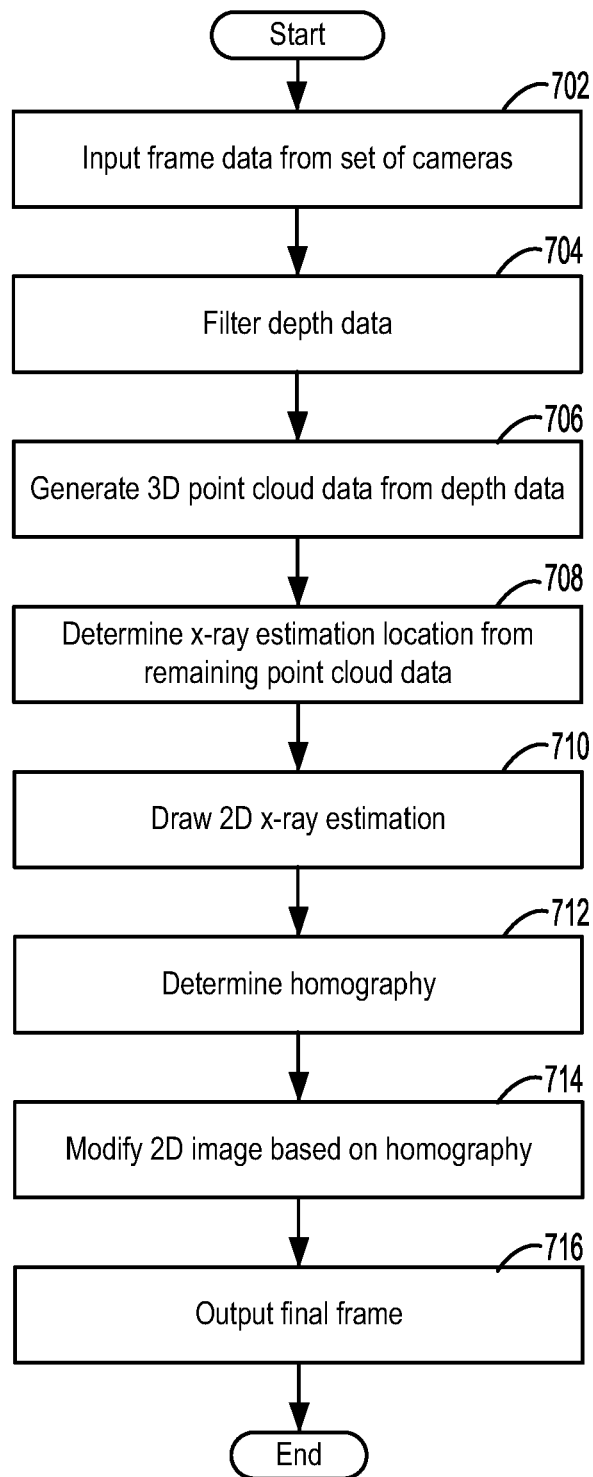 Start
702
Input frame data from set of cameras
704
Filter depth data
706
Generate 3D point cloud data from depth data
708
Determine x-ray estimation location from
remaining point cloud data
710
Draw 2D x-ray estimation
712
Determine homography
714
Modify 2D image based on homography
716
Output final frame
End